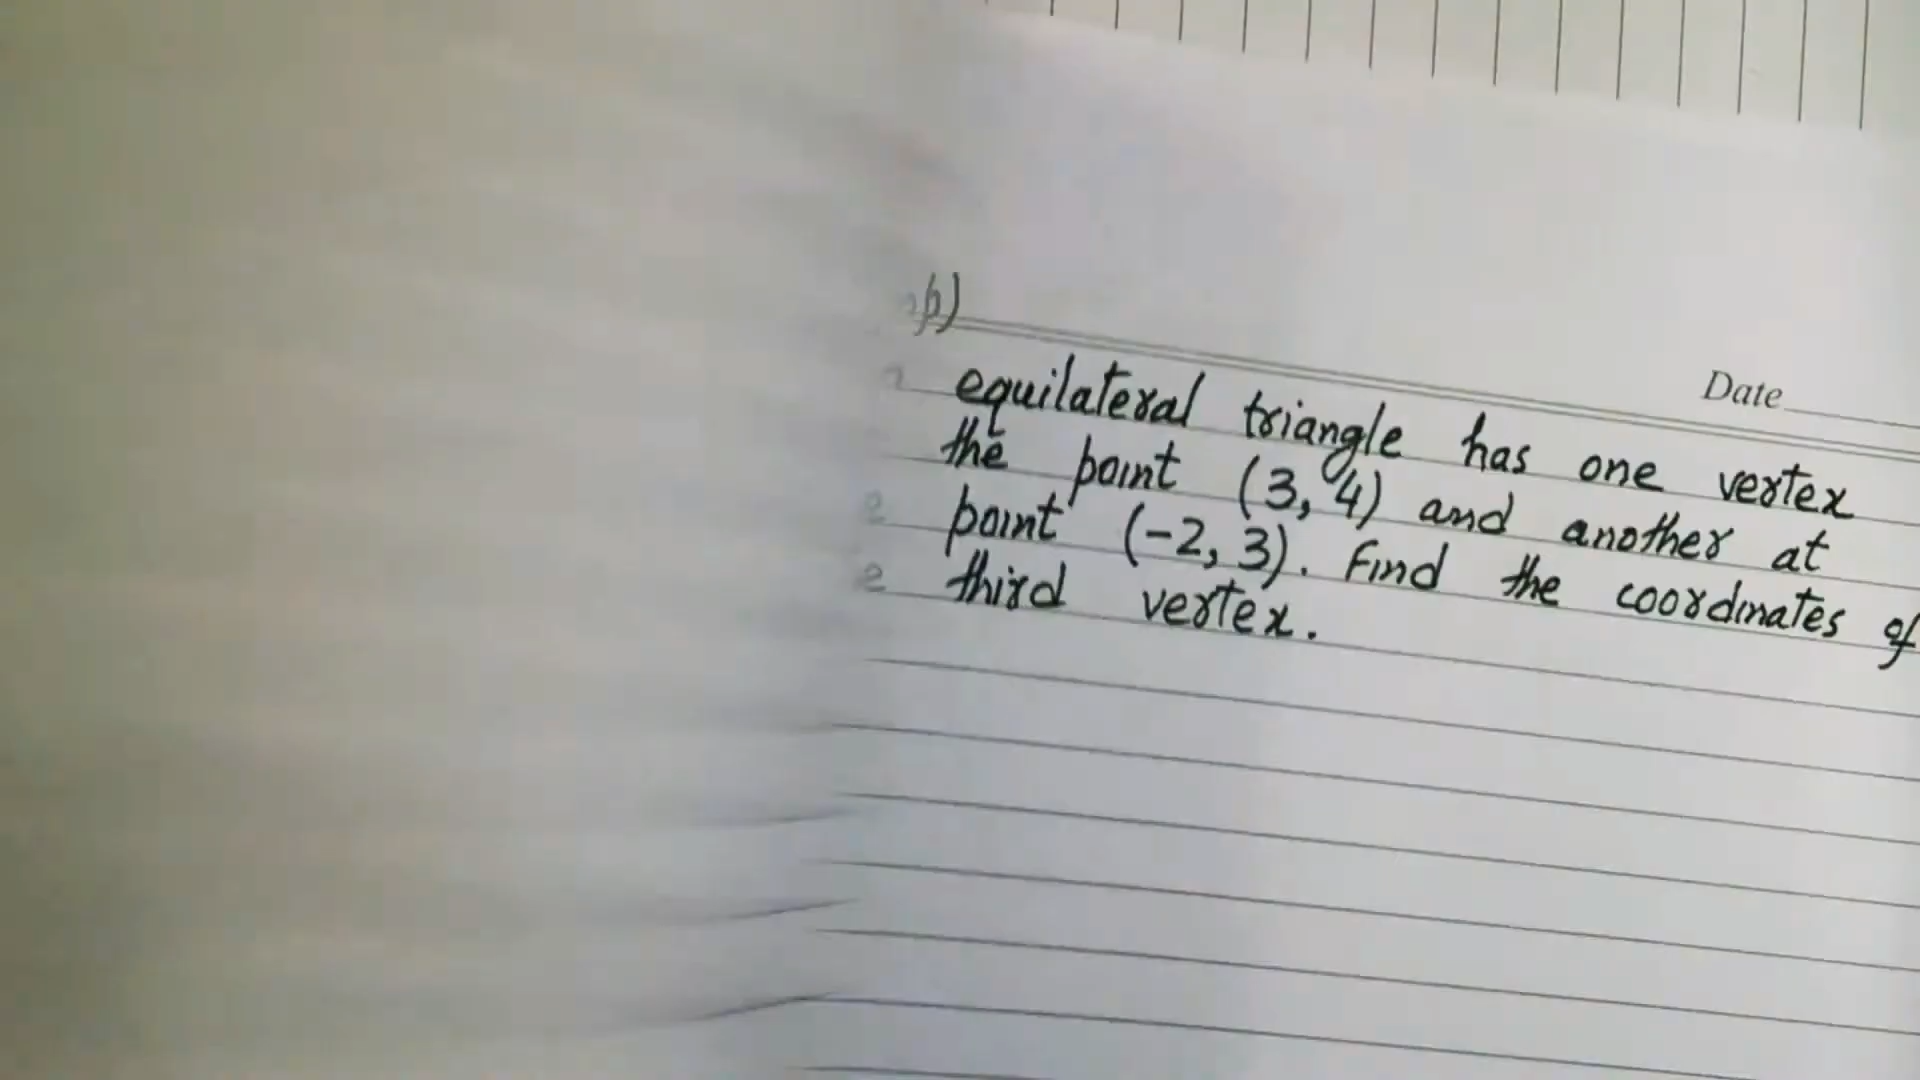 b)
Date
equilateral triangle has one vertex
the point (3, 4) and another at
point (-2, 3). Find the coordinates of
third vertex.